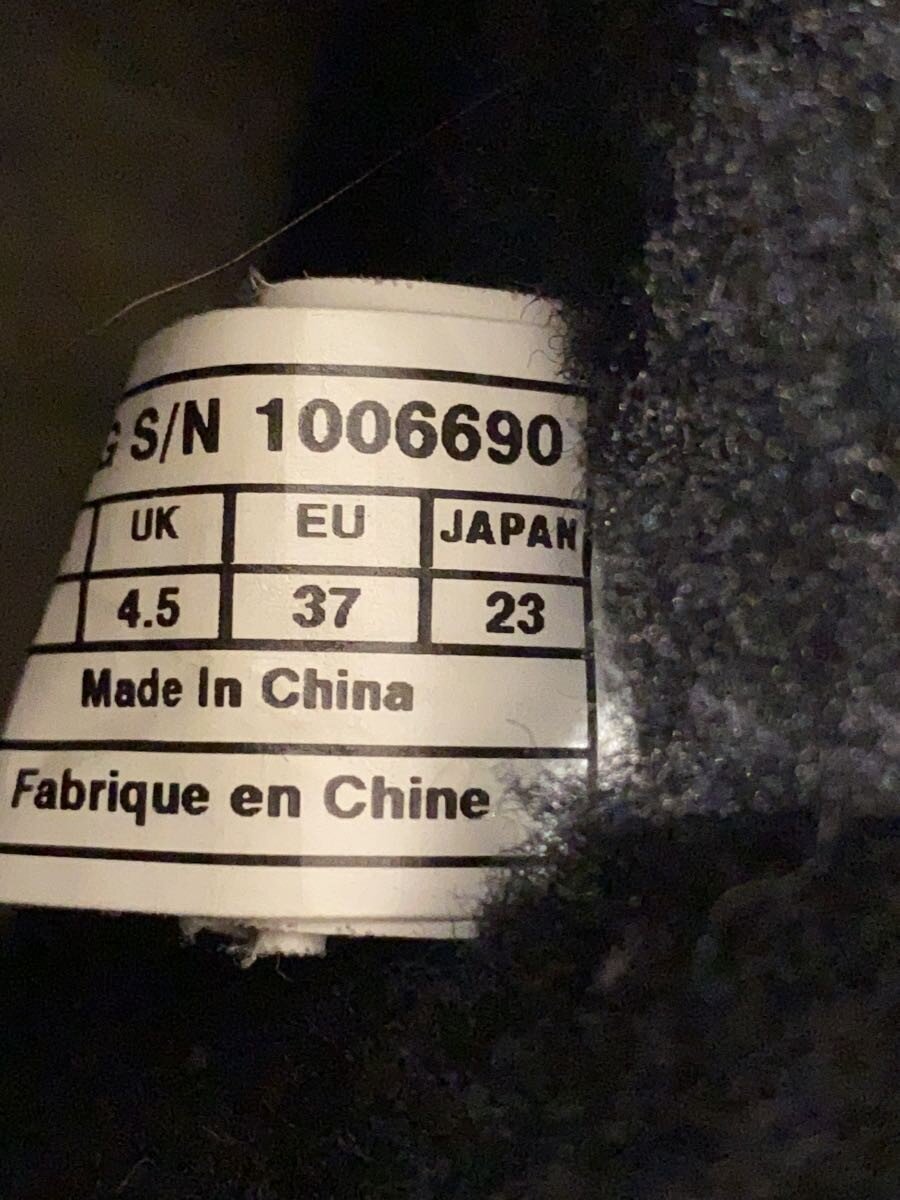 G S/N 1006690
UK EU JAPAN
4.5 37 23
Made In China
Fabrique en Chine